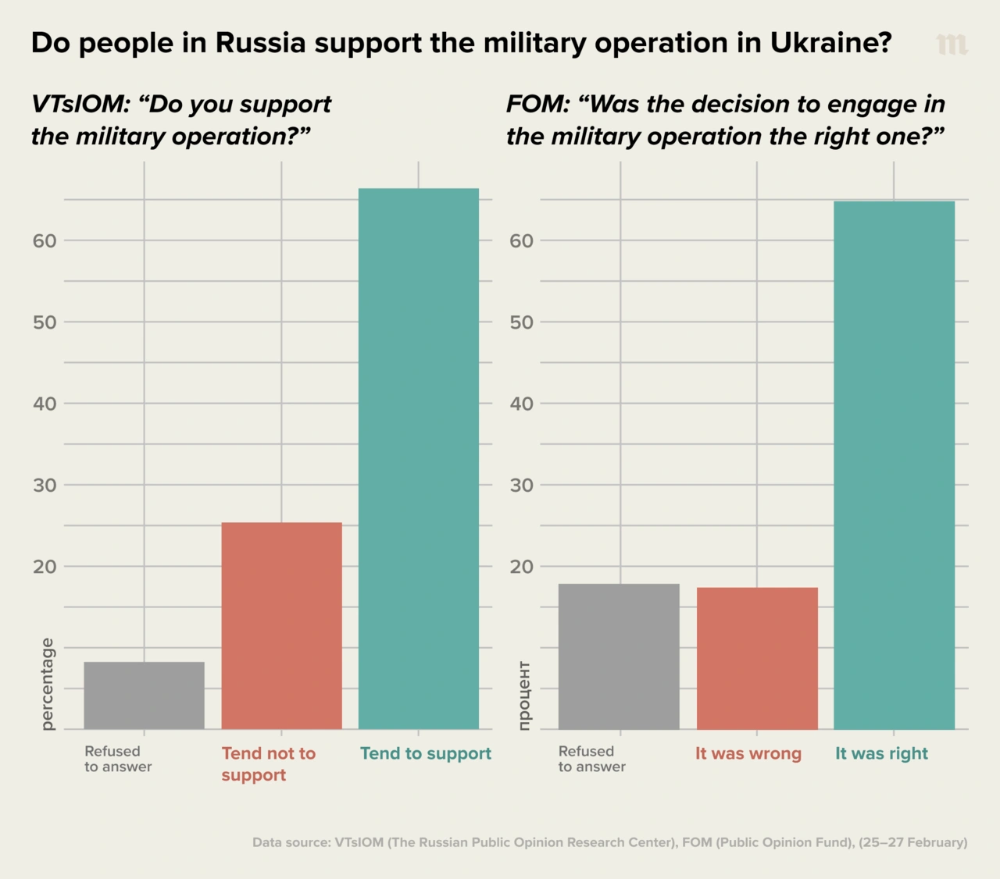 Do people in Russia support the military operation in Ukraine?
m
VTsIOM: “Do you support
the military operation?”
60
50
40
30
20
percentage
Refused
to answer
Tend not to
support
Tend to support
FOM: “Was the decision to engage in
the military operation the right one?”
60
50
40
30
20
процент
Refused
to answer
It was wrong
It was right
Data source: VTsIOM (The Russian Public Opinion Research Center), FOM (Public Opinion Fund), (25–27 February)